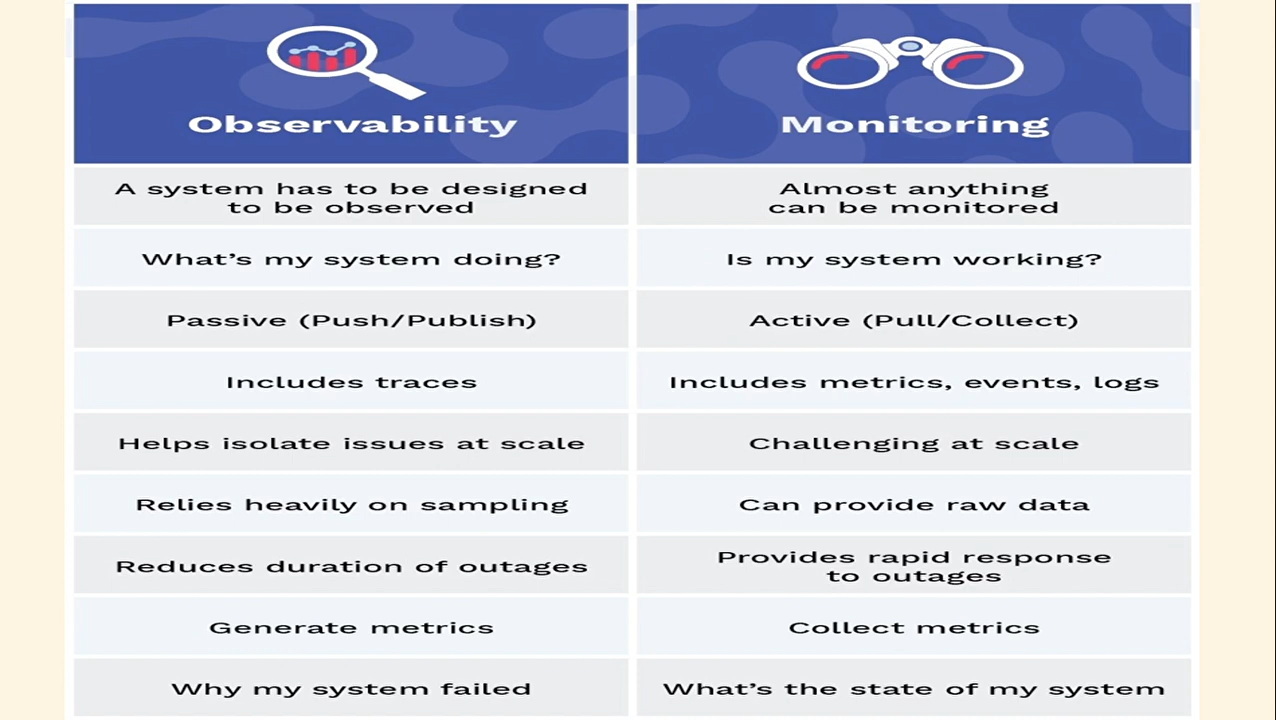 Observability
Monitoring
A system has to be designed
to be observed
Almost anything
can be monitored
What's my system doing?
Is my system working?
Passive (Push/Publish)
Active (Pull/Collect)
Includes traces
Includes metrics, events, logs
Helps isolate issues at scale
Challenging at scale
Relies heavily on sampling
Can provide raw data
Reduces duration of outages
Provides rapid response
to outages
Generate metrics
Collect metrics
Why my system failed
What's the state of my system